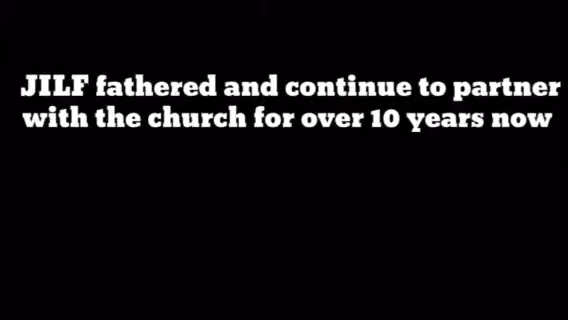 JILF fathered and continue to partner
with the church for over 10 years now